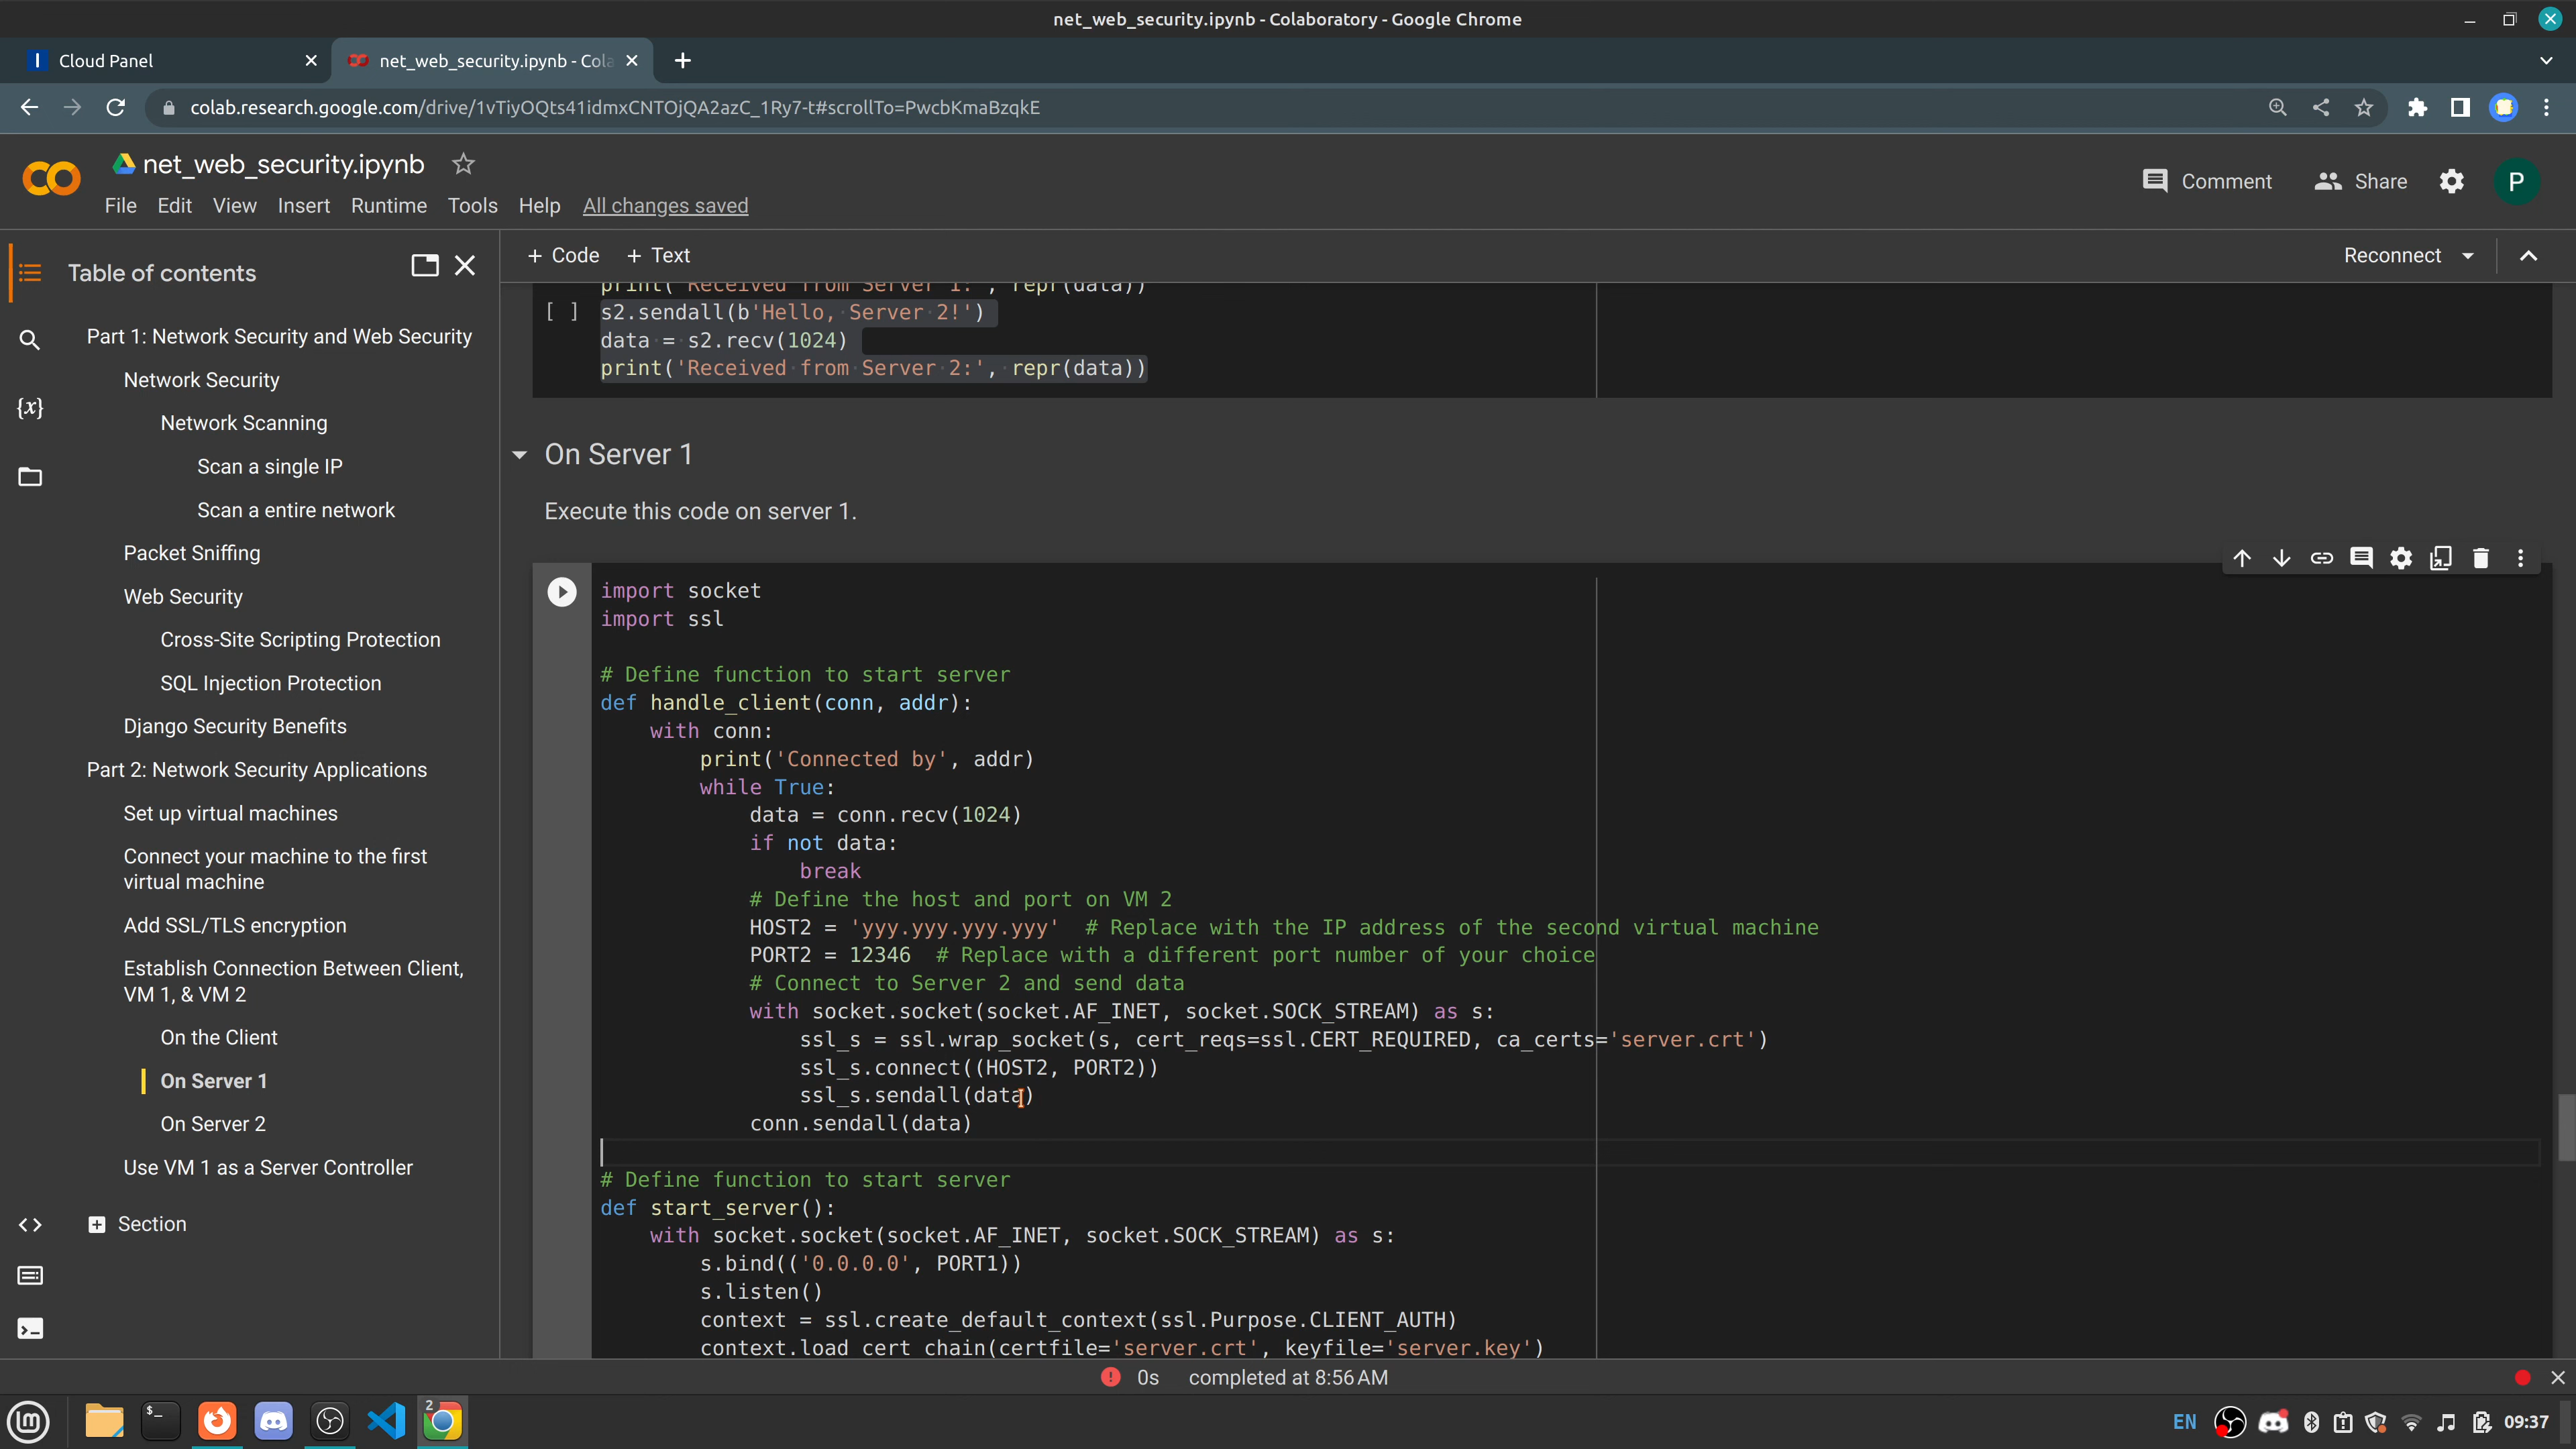 net_web_security.ipynb - Colaboratory - Google Chrome
Cloud Panel
net_web_security.ipynb - Cola
colab.research.google.com/drive/1vTiyOQts41idmxCNTOjQA2azC_1Ry7-t#scrollTo=PwcbKmaBzqkE
net_web_security.ipynb
File Edit View Insert Runtime Tools Help All changes saved
Comment
Share
P
Table of contents
+ Code + Text
Reconnect
Part 1: Network Security and Web Security
Network Security
Network Scanning
Scan a single IP
Scan a entire network
Packet Sniffing
Web Security
Cross-Site Scripting Protection
SQL Injection Protection
Django Security Benefits
Part 2: Network Security Applications
Set up virtual machines
Connect your machine to the first
virtual machine
Add SSL/TLS encryption
Establish Connection Between Client,
VM 1, & VM 2
On the Client
On Server 1
On Server 2
Use VM 1 as a Server Controller
Section
{x}
print('Received from Server 1:', repr(data))
[ ] s2.sendall(b'Hello, Server 2!')
data = s2.recv(1024)
print('Received from Server 2:', repr(data))
On Server 1
Execute this code on server 1.
import socket
import ssl
# Define function to start server
def handle_client(conn, addr):
with conn:
print('Connected by', addr)
while True:
data = conn.recv(1024)
if not data:
break
# Define the host and port on VM 2
HOST2 = 'yyy.yyy.yyy.yyy' # Replace with the IP address of the second virtual machine
PORT2 = 12346 # Replace with a different port number of your choice
# Connect to Server 2 and send data
with socket.socket(socket.AF_INET, socket.SOCK_STREAM) as s:
ssl_s = ssl.wrap_socket(s, cert_reqs=ssl.CERT_REQUIRED, ca_certs='server.crt')
ssl_s.connect((HOST2, PORT2))
ssl_s.sendall(data)
conn.sendall(data)
# Define function to start server
def start_server():
with socket.socket(socket.AF_INET, socket.SOCK_STREAM) as s:
s.bind(('0.0.0.0', PORT1))
s.listen()
context = ssl.create_default_context(ssl.Purpose.CLIENT_AUTH)
context.load_cert_chain(certfile='server.crt', keyfile='server.key')
0s completed at 8:56 AM
2
EN
09:37